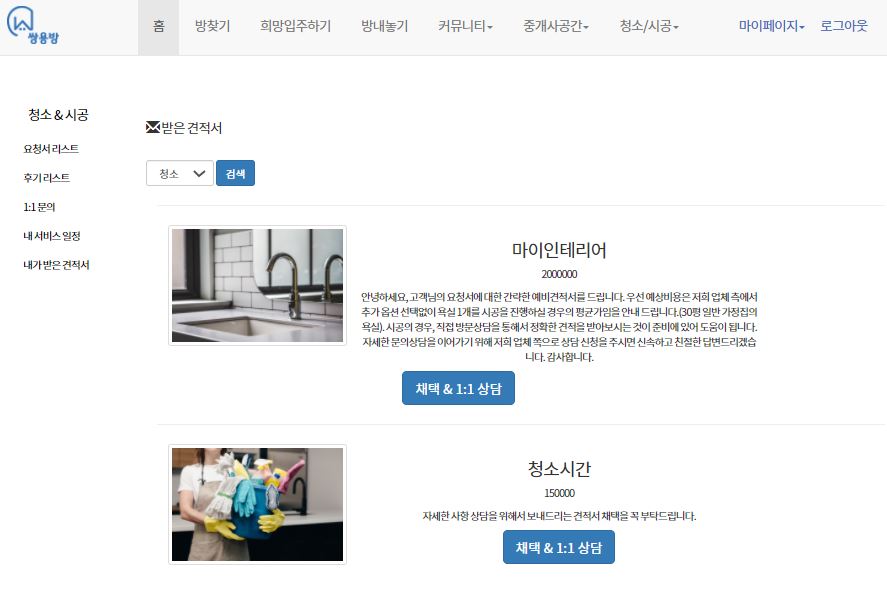 쌍용방
홈 방찾기 희망입주하기 방내놓기 커뮤니티 중개사공간 청소/시공 마이페이지 로그아웃
청소 & 시공
요청서 리스트
후기 리스트
1:1 문의
내 서비스 일정
내가 받은 견적서
받은 견적서
청소 검색
마이인테리어
2000000
안녕하세요, 고객님의 요청서에 대한 간략한 예비견적서를 드립니다. 우선 예상비용은 저희 업체 측에서
추가 옵션 선택없이 욕실 1개를 시공을 진행하실 경우의 평균가임을 안내 드립니다.(30평 일반 가정집의
욕실). 시공의 경우, 직접 방문상담을 통해서 정확한 견적을 받아보시는 것이 준비에 있어 도움이 됩니다.
자세한 문의상담을 이어가기 위해 저희 업체 쪽으로 상담 신청을 주시면 신속하고 친절한 답변드리겠습
니다. 감사합니다.
채택 & 1:1 상담
청소시간
150000
자세한 사항 상담을 위해서 보내드리는 견적서 채택을 꼭 부탁드립니다.
채택 & 1:1 상담